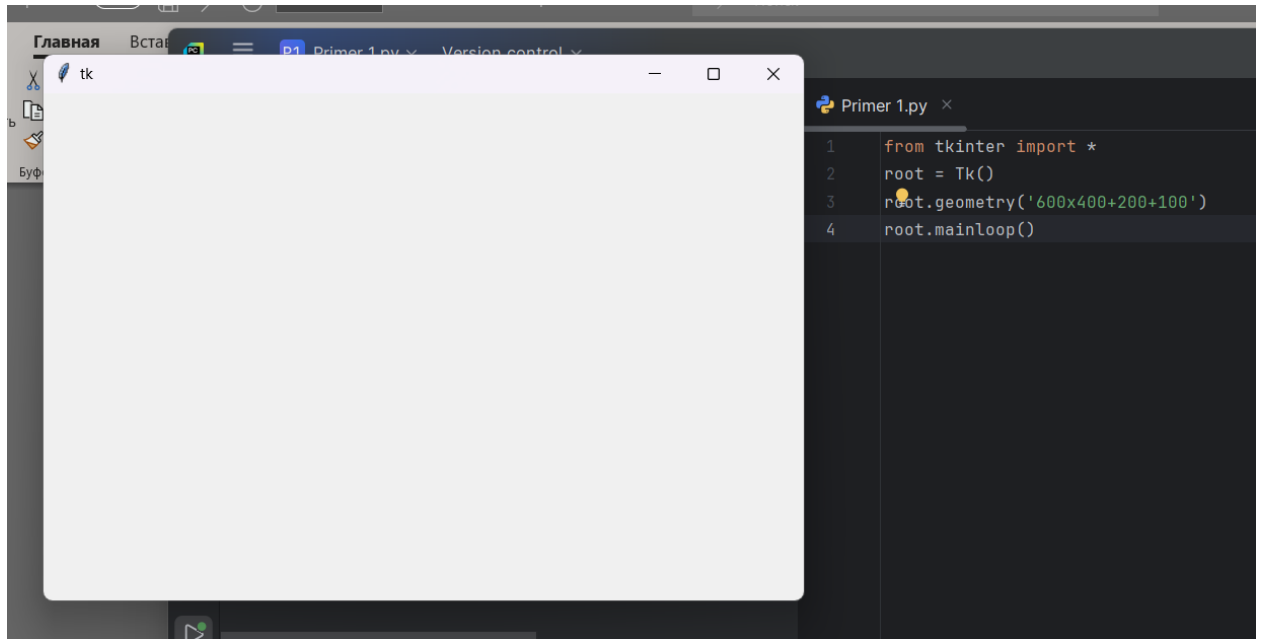 Главная
P1 Primer 1.py Version control
tk
ь
Буф
Primer 1.py
1 from tkinter import *
2 root = Tk()
3 root.geometry('600x400+200+100')
4 root.mainloop()